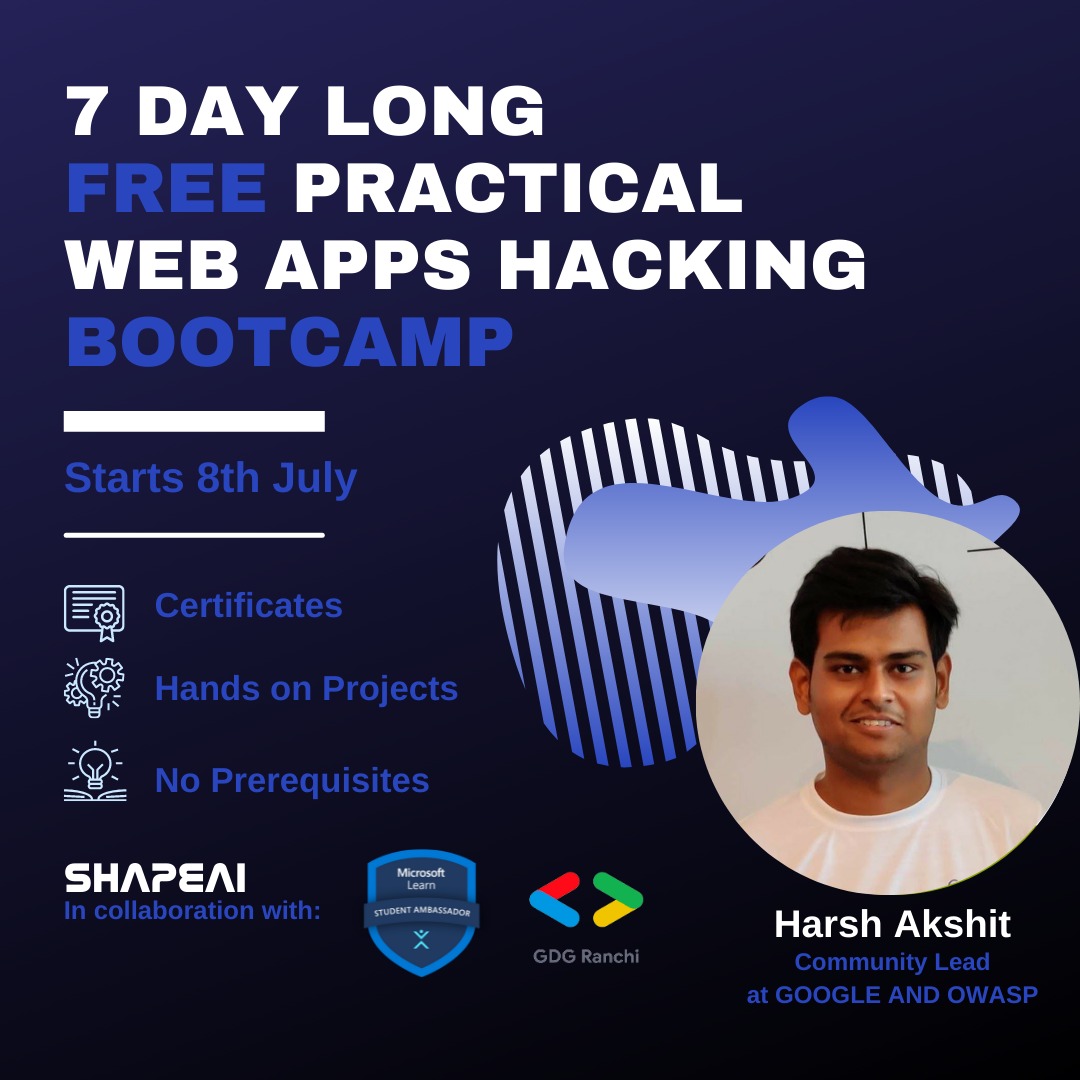 7 DAY LONG
FREE PRACTICAL
WEB APPS HACKING
BOOTCAMP
Starts 8th July
Certificates
Hands on Projects
No Prerequisites
SHAPEAI
In collaboration with:
Microsoft
Learn
STUDENT AMBASSADOR
GDG Ranchi
Harsh Akshit
Community Lead
at GOOGLE AND OWASP